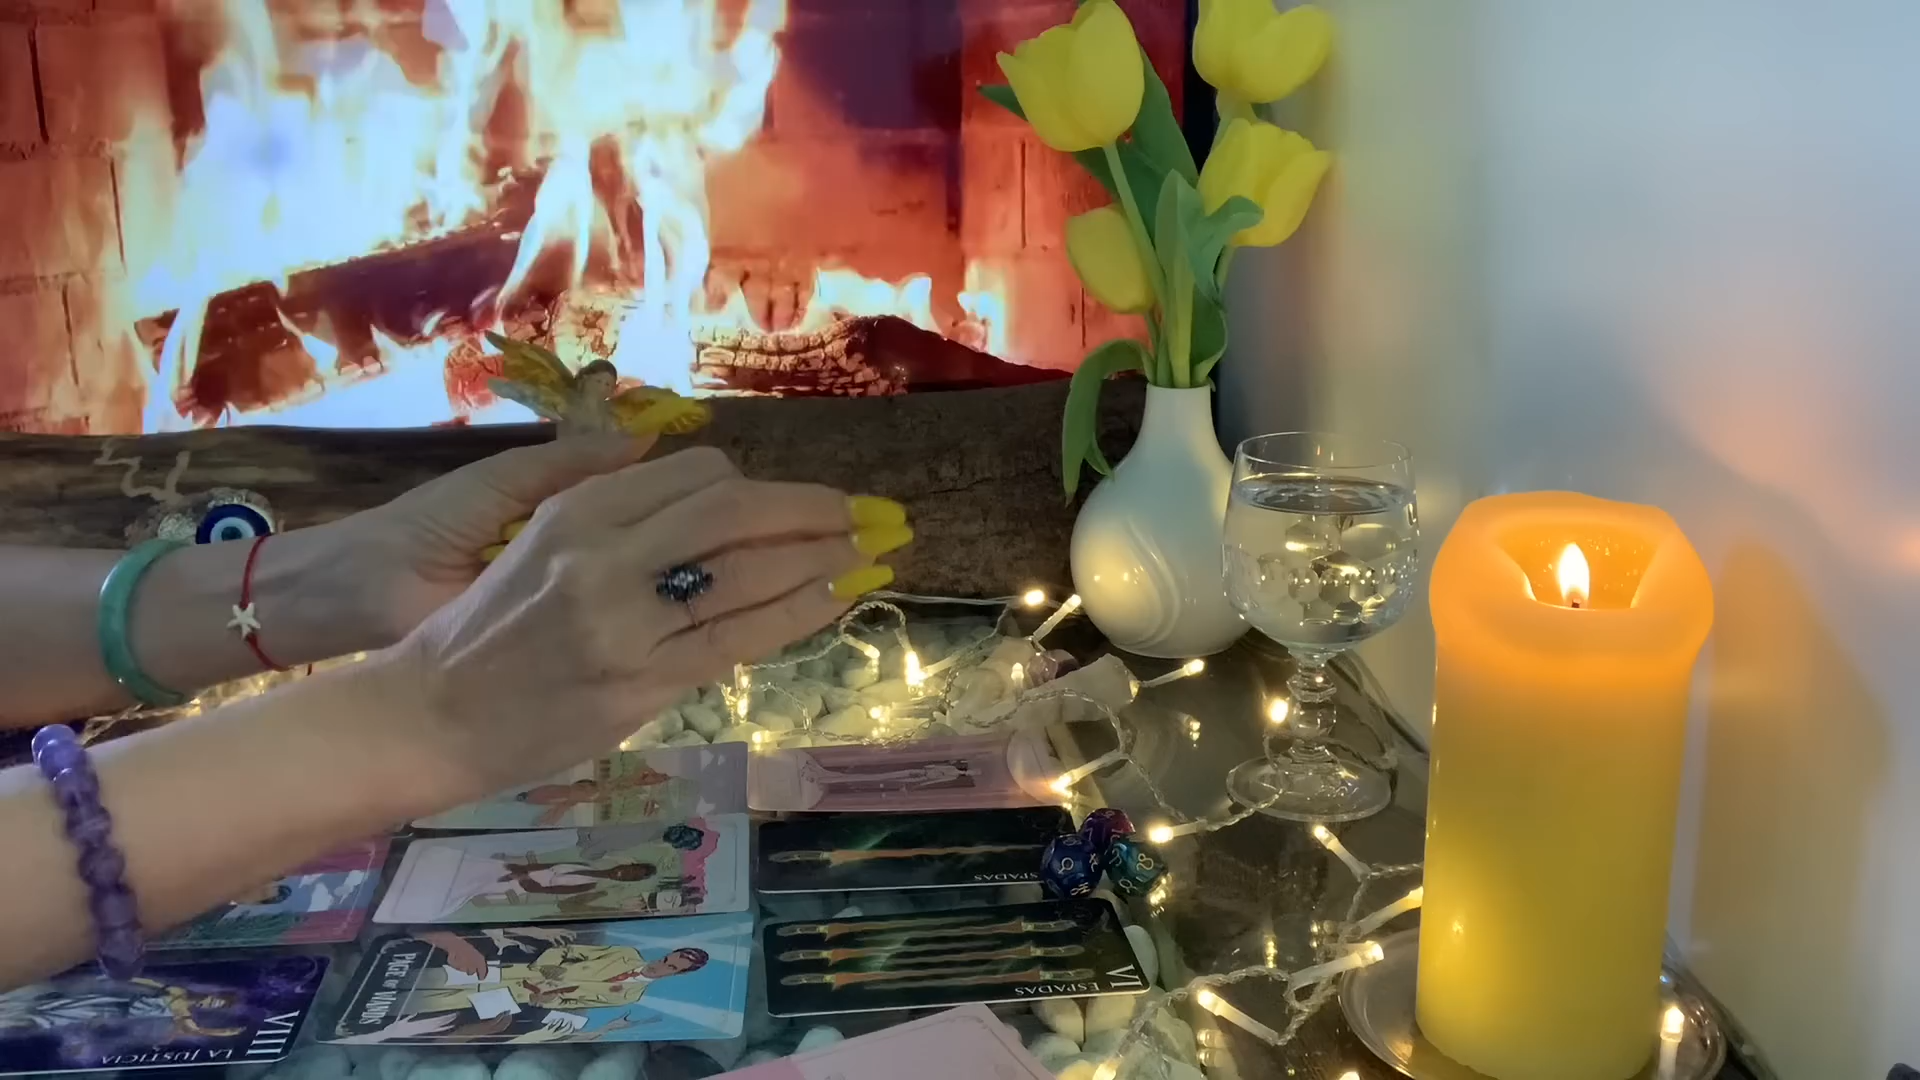 ESPADAS
VI ESPADAS
PAGE OF WANDS
VIII LA JUSTICIA